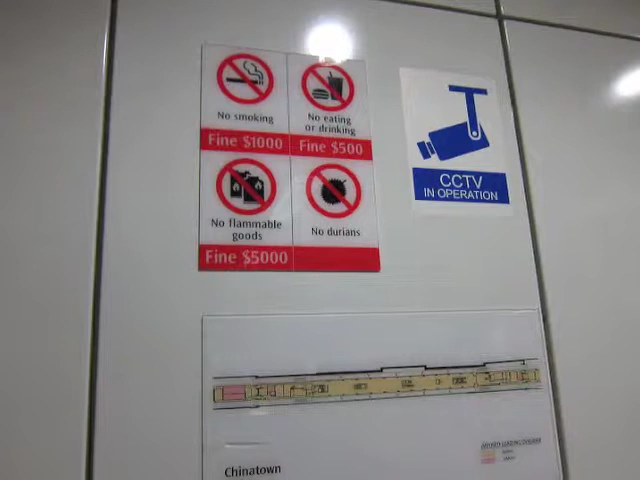 No smoking
Fine $1000
No eating
or drinking
Fine $500
No flammable
goods
Fine $5000
No durians
CCTV
IN OPERATION
Chinatown